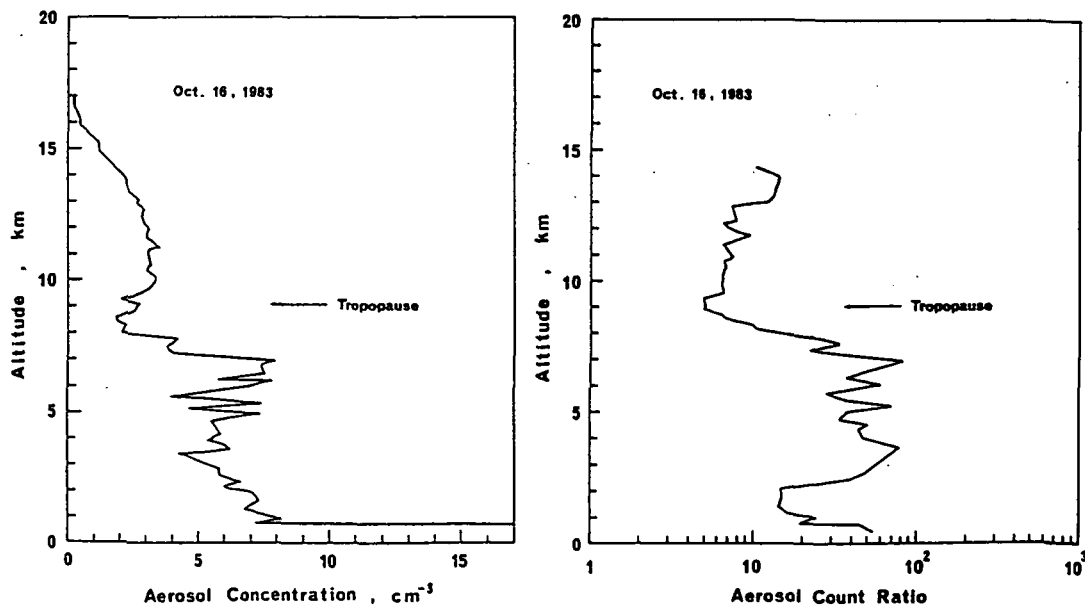 20
15
10
5
0
Altitude , km
Oct. 16, 1983
Tropopause
0 5 10 15
Aerosol Concentration , cm⁻³
20
15
10
5
0
Altitude , km
Oct. 16, 1983
Tropopause
1 10 10² 10³
Aerosol Count Ratio